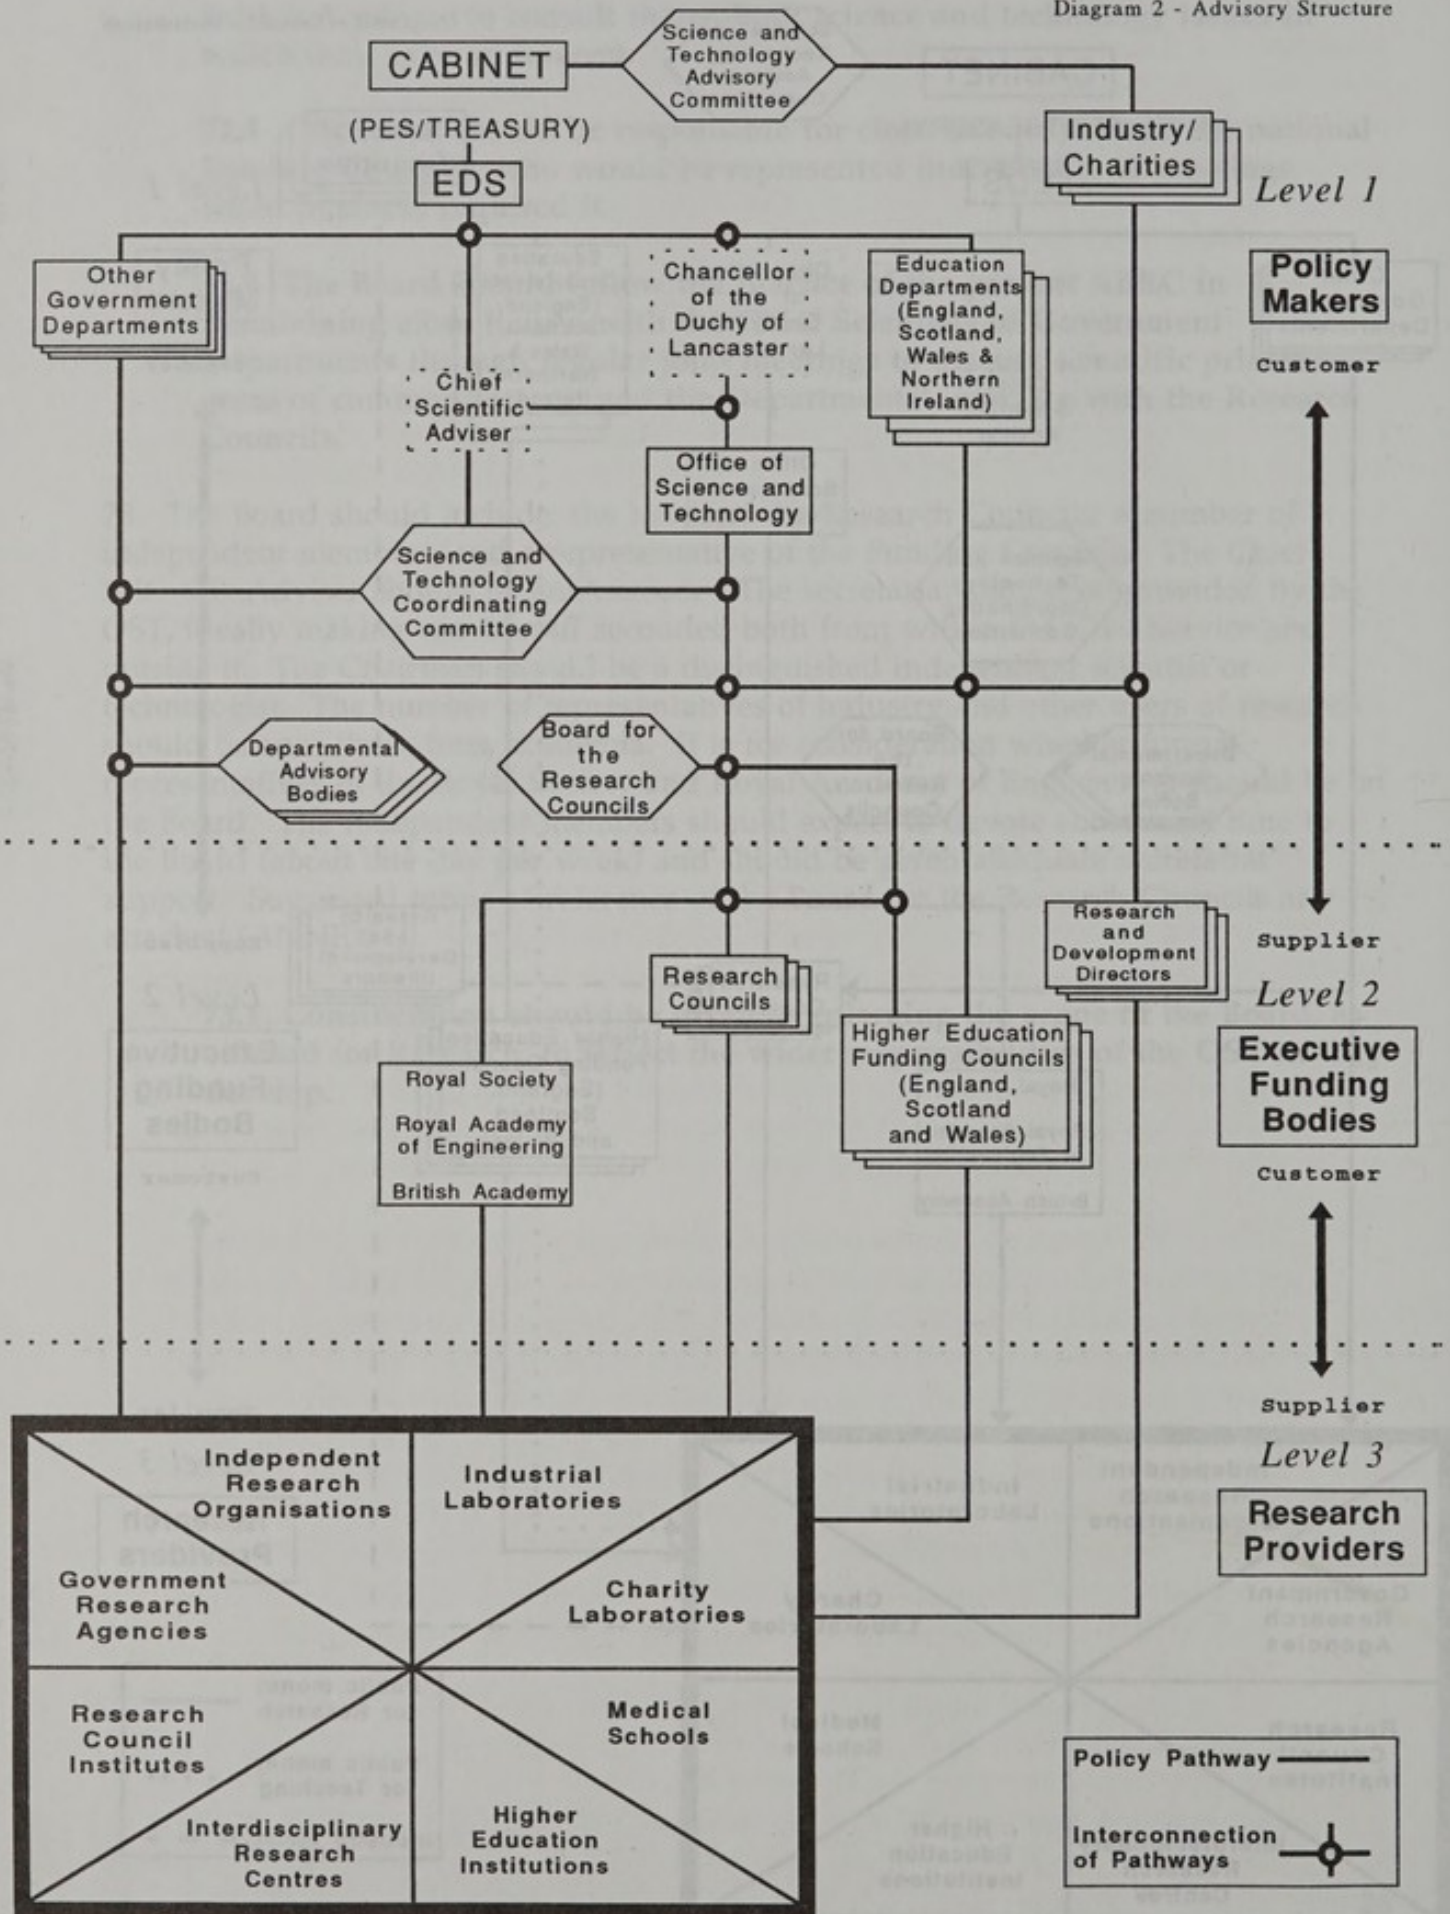 Diagram 2 - Advisory Structure
CABINET
Science and
Technology
Advisory
Committee
(PES/TREASURY)
EDS
Industry/
Charities
Level 1
Other
Government
Departments
Chancellor
of the
Duchy of
Lancaster
Education
Departments
(England,
Scotland,
Wales &
Northern
Ireland)
Policy
Makers
Customer
Chief
Scientific
Adviser
Office of
Science and
Technology
Science and
Technology
Coordinating
Committee
Departmental
Advisory
Bodies
Board for
the
Research
Councils
Research
and
Development
Directors
Supplier
Level 2
Research
Councils
Higher Education
Funding Councils
(England,
Scotland
and Wales)
Executive
Funding
Bodies
Customer
Royal Society
Royal Academy
of Engineering
British Academy
Supplier
Level 3
Research
Providers
Independent
Research
Organisations
Industrial
Laboratories
Government
Research
Agencies
Charity
Laboratories
Research
Council
Institutes
Medical
Schools
Interdisciplinary
Research
Centres
Higher
Education
Institutions
Policy Pathway
Interconnection
of Pathways